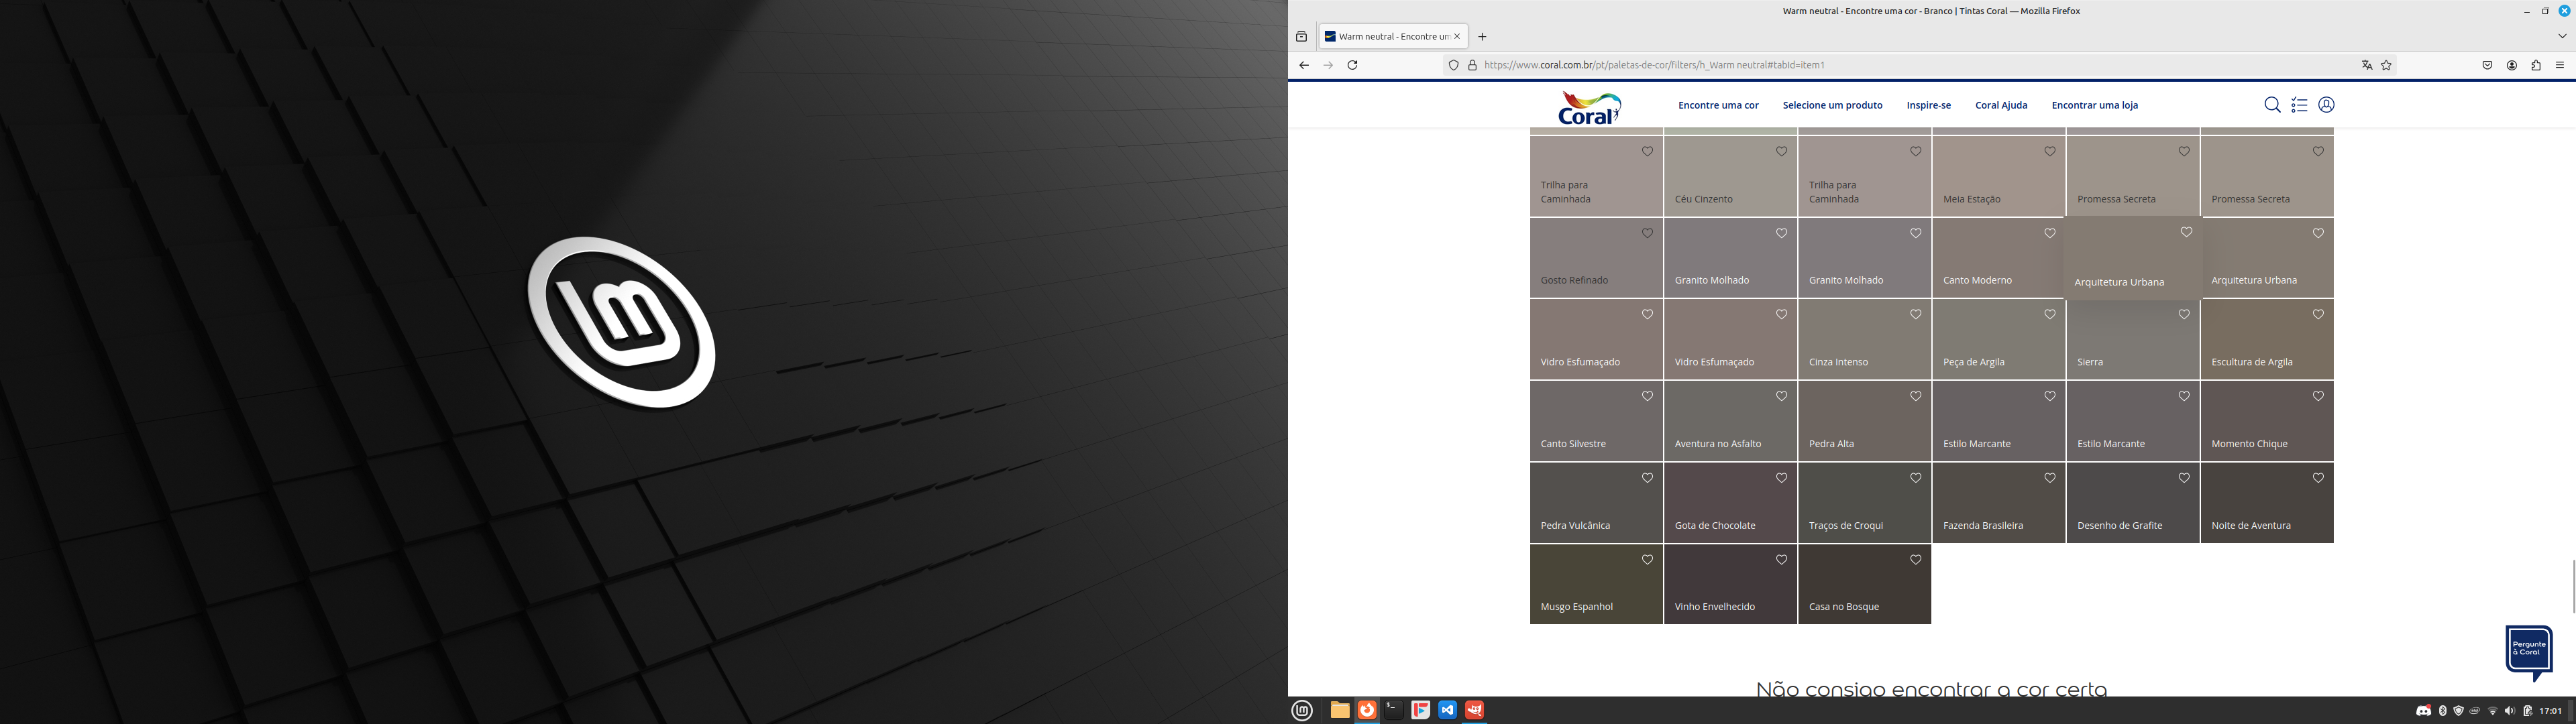 Warm neutral - Encontre uma cor - Branco | Tintas Coral — Mozilla Firefox
Warm neutral - Encontre um
https://www.coral.com.br/pt/paletas-de-cor/filters/h_Warm neutral#tabId=item1
Coral
Encontre uma cor
Selecione um produto
Inspire-se
Coral Ajuda
Encontrar uma loja
Trilha para
Caminhada
Céu Cinzento
Trilha para
Caminhada
Meia Estação
Promessa Secreta
Promessa Secreta
Gosto Refinado
Granito Molhado
Granito Molhado
Canto Moderno
Arquitetura Urbana
Arquitetura Urbana
Vidro Esfumaçado
Vidro Esfumaçado
Cinza Intenso
Peça de Argila
Sierra
Escultura de Argila
Canto Silvestre
Aventura no Asfalto
Pedra Alta
Estilo Marcante
Estilo Marcante
Momento Chique
Pedra Vulcânica
Gota de Chocolate
Traços de Croqui
Fazenda Brasileira
Desenho de Grafite
Noite de Aventura
Musgo Espanhol
Vinho Envelhecido
Casa no Bosque
Pergunte
à Coral
Não consigo encontrar a cor certa
17:01